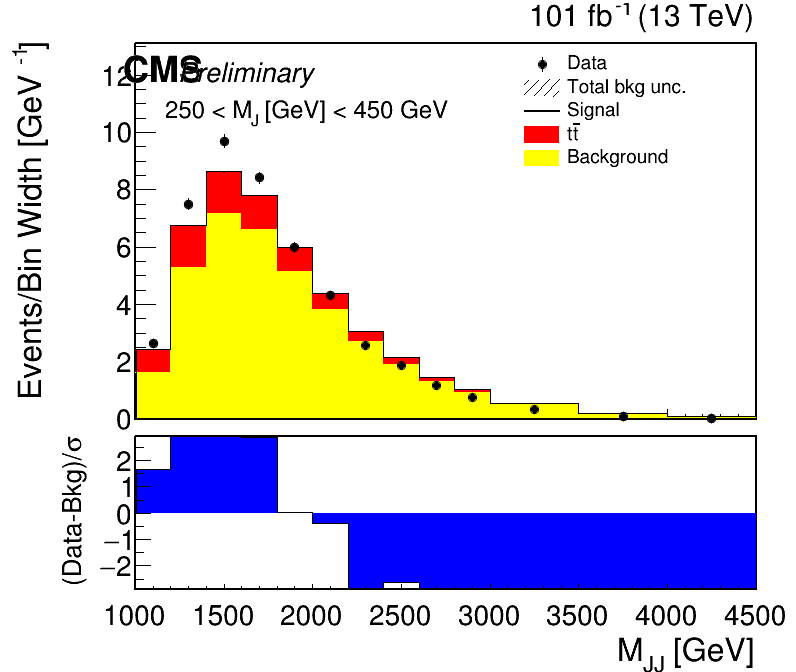 101 fb⁻¹ (13 TeV)
CMS Preliminary
250 < M_J [GeV] < 450 GeV
Data
Total bkg unc.
Signal
tt̄
Background
Events/Bin Width [GeV⁻¹]
12
10
8
6
4
2
0
(Data-Bkg)/σ
2
1
0
−1
−2
1000 1500 2000 2500 3000 3500 4000 4500
M_JJ [GeV]